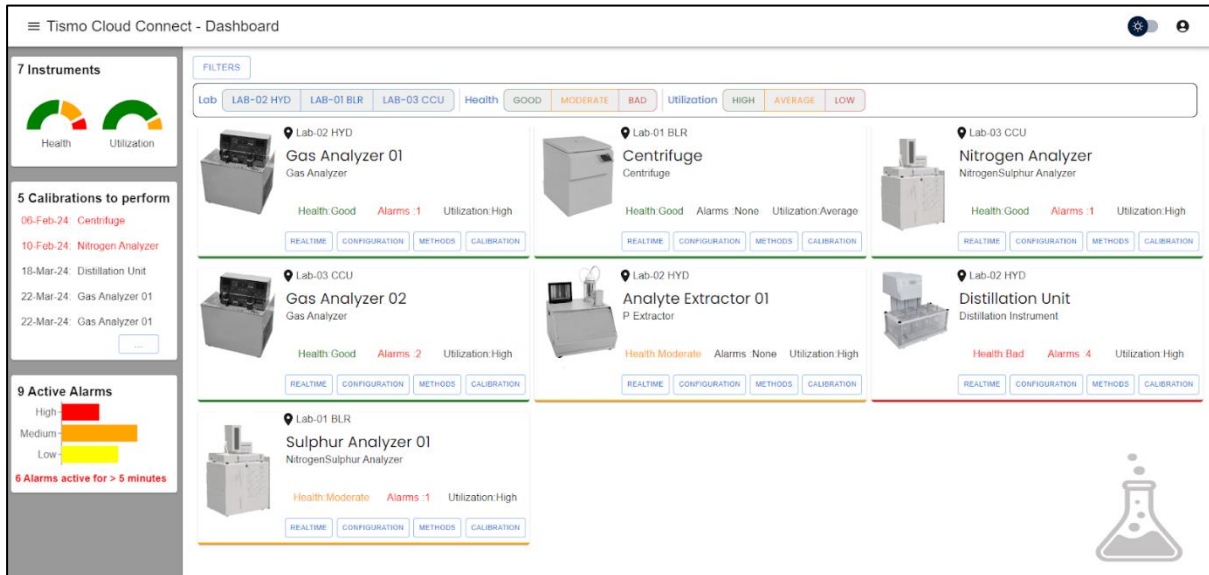 ≡ Tismo Cloud Connect - Dashboard
7 Instruments
Health Utilization
5 Calibrations to perform
06-Feb-24: Centrifuge
10-Feb-24: Nitrogen Analyzer
18-Mar-24: Distillation Unit
22-Mar-24: Gas Analyzer 01
22-Mar-24: Gas Analyzer 01
...
9 Active Alarms
High
Medium
Low
6 Alarms active for > 5 minutes
FILTERS
Lab LAB-02 HYD LAB-01 BLR LAB-03 CCU Health GOOD MODERATE BAD Utilization HIGH AVERAGE LOW
Lab-02 HYD
Gas Analyzer 01
Gas Analyzer
Health:Good Alarms :1 Utilization:High
REALTIME CONFIGURATION METHODS CALIBRATION
Lab-01 BLR
Centrifuge
Centrifuge
Health:Good Alarms :None Utilization:Average
REALTIME CONFIGURATION METHODS CALIBRATION
Lab-03 CCU
Nitrogen Analyzer
NitrogenSulphur Analyzer
Health:Good Alarms :1 Utilization:High
REALTIME CONFIGURATION METHODS CALIBRATION
Lab-03 CCU
Gas Analyzer 02
Gas Analyzer
Health:Good Alarms :2 Utilization:High
REALTIME CONFIGURATION METHODS CALIBRATION
Lab-02 HYD
Analyte Extractor 01
P Extractor
Health:Moderate Alarms :None Utilization:High
REALTIME CONFIGURATION METHODS CALIBRATION
Lab-02 HYD
Distillation Unit
Distillation Instrument
Health:Bad Alarms :4 Utilization:High
REALTIME CONFIGURATION METHODS CALIBRATION
Lab-01 BLR
Sulphur Analyzer 01
NitrogenSulphur Analyzer
Health:Moderate Alarms :1 Utilization:High
REALTIME CONFIGURATION METHODS CALIBRATION